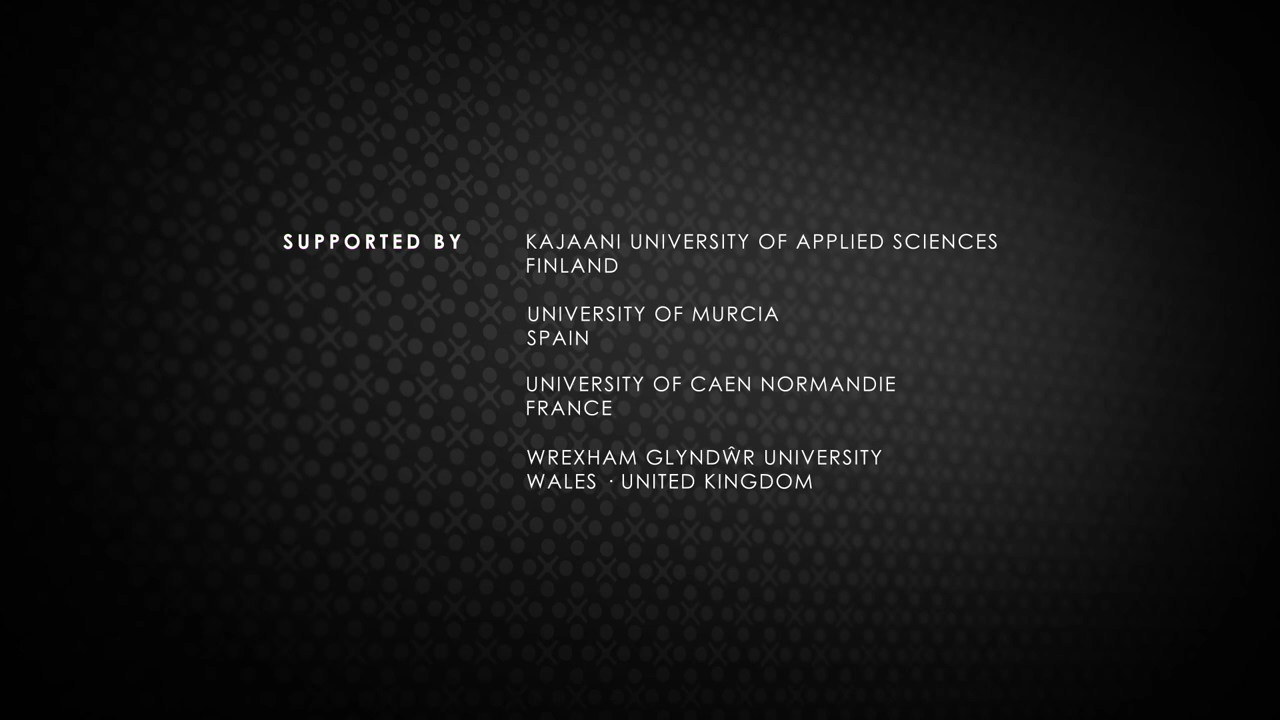 SUPPORTED BY
KAJAANI UNIVERSITY OF APPLIED SCIENCES
FINLAND
UNIVERSITY OF MURCIA
SPAIN
UNIVERSITY OF CAEN NORMANDIE
FRANCE
WREXHAM GLYNDŴR UNIVERSITY
WALES · UNITED KINGDOM